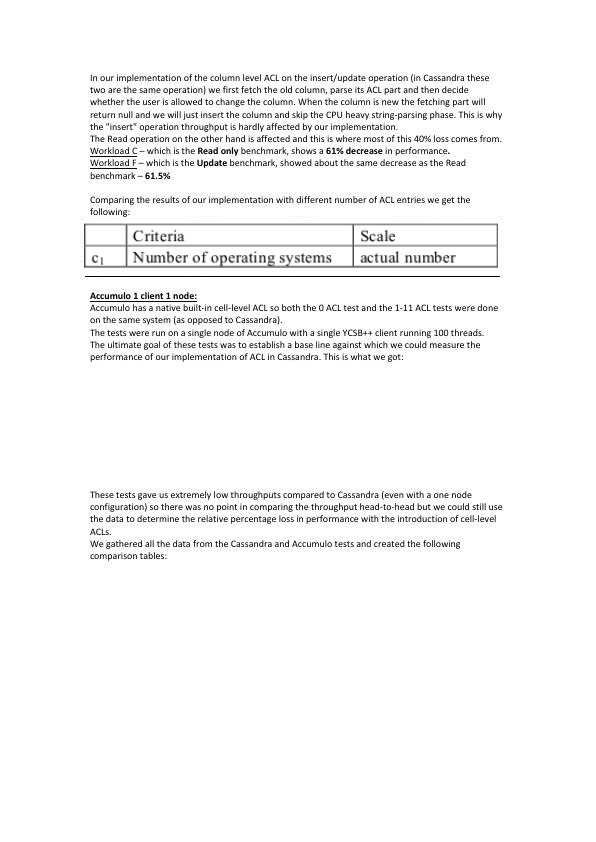 In our implementation of the column level ACL on the insert/update operation (in Cassandra these
two are the same operation) we first fetch the old column, parse its ACL part and then decide
whether the user is allowed to change the column. When the column is new the fetching part will
return null and we will just insert the column and skip the CPU heavy string-parsing phase. This is why
the "insert" operation throughput is hardly affected by our implementation.
The Read operation on the other hand is affected and this is where most of this 40% loss comes from.
Workload C – which is the Read only benchmark, shows a 61% decrease in performance.
Workload F – which is the Update benchmark, showed about the same decrease as the Read
benchmark – 61.5%
Comparing the results of our implementation with different number of ACL entries we get the
following:
Criteria Scale
c₁ Number of operating systems actual number
Accumulo 1 client 1 node:
Accumulo has a native built-in cell-level ACL so both the 0 ACL test and the 1-11 ACL tests were done
on the same system (as opposed to Cassandra).
The tests were run on a single node of Accumulo with a single YCSB++ client running 100 threads.
The ultimate goal of these tests was to establish a base line against which we could measure the
performance of our implementation of ACL in Cassandra. This is what we got:
These tests gave us extremely low throughputs compared to Cassandra (even with a one node
configuration) so there was no point in comparing the throughput head-to-head but we could still use
the data to determine the relative percentage loss in performance with the introduction of cell-level
ACLs.
We gathered all the data from the Cassandra and Accumulo tests and created the following
comparison tables: